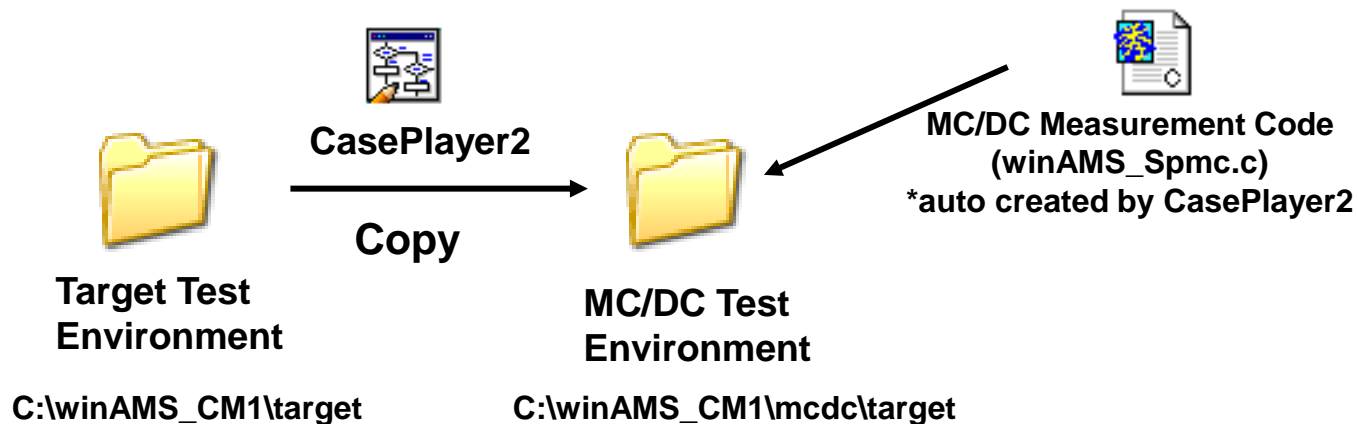 CasePlayer2
Copy
MC/DC Measurement Code
(winAMS_Spmc.c)
*auto created by CasePlayer2
Target Test
Environment
MC/DC Test
Environment
C:\winAMS_CM1\target
C:\winAMS_CM1\mcdc\target